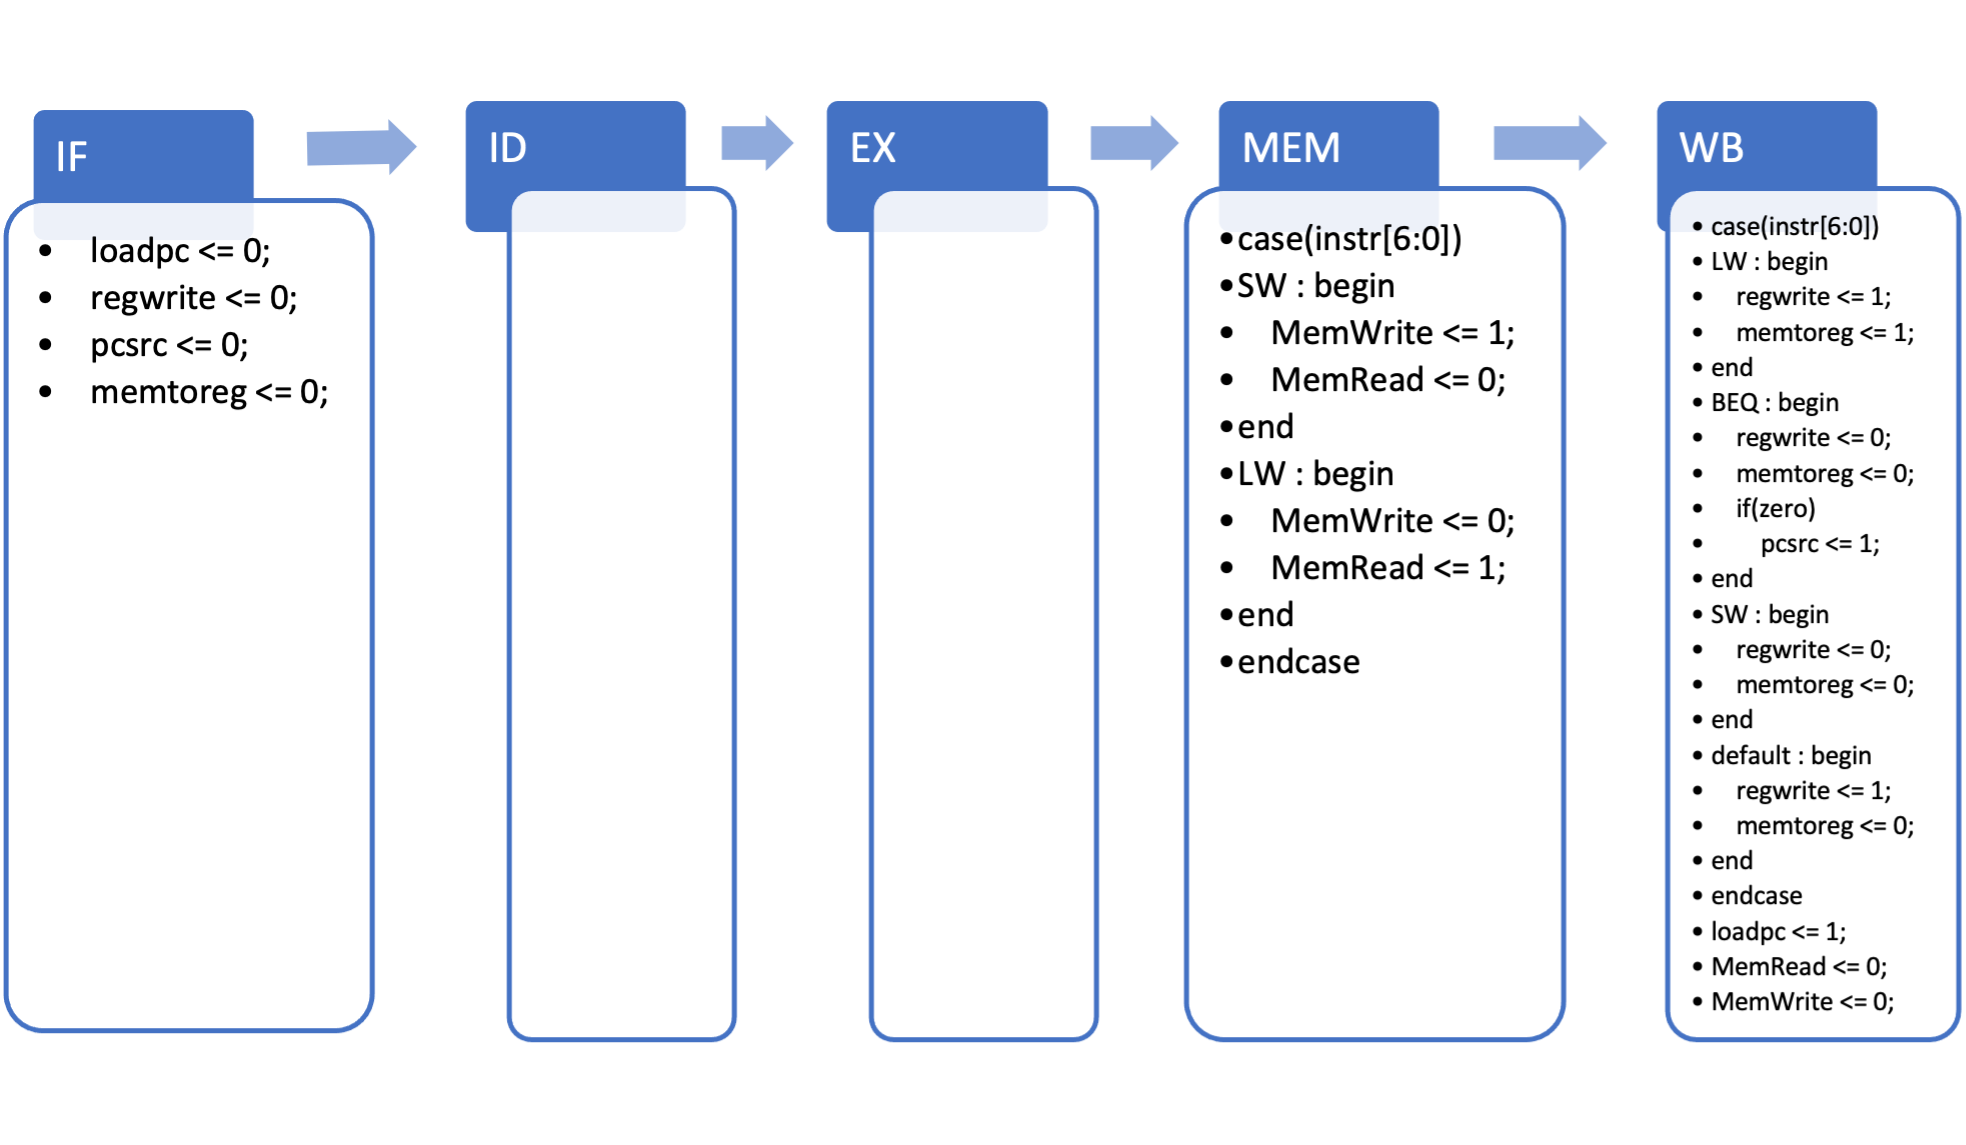 IF
• loadpc <= 0;
• regwrite <= 0;
• pcsrc <= 0;
• memtoreg <= 0;
ID
EX
MEM
• case(instr[6:0])
• SW : begin
• MemWrite <= 1;
• MemRead <= 0;
• end
• LW : begin
• MemWrite <= 0;
• MemRead <= 1;
• end
• endcase
WB
• case(instr[6:0])
• LW : begin
• regwrite <= 1;
• memtoreg <= 1;
• end
• BEQ : begin
• regwrite <= 0;
• memtoreg <= 0;
• if(zero)
• pcsrc <= 1;
• end
• SW : begin
• regwrite <= 0;
• memtoreg <= 0;
• end
• default : begin
• regwrite <= 1;
• memtoreg <= 0;
• end
• endcase
• loadpc <= 1;
• MemRead <= 0;
• MemWrite <= 0;